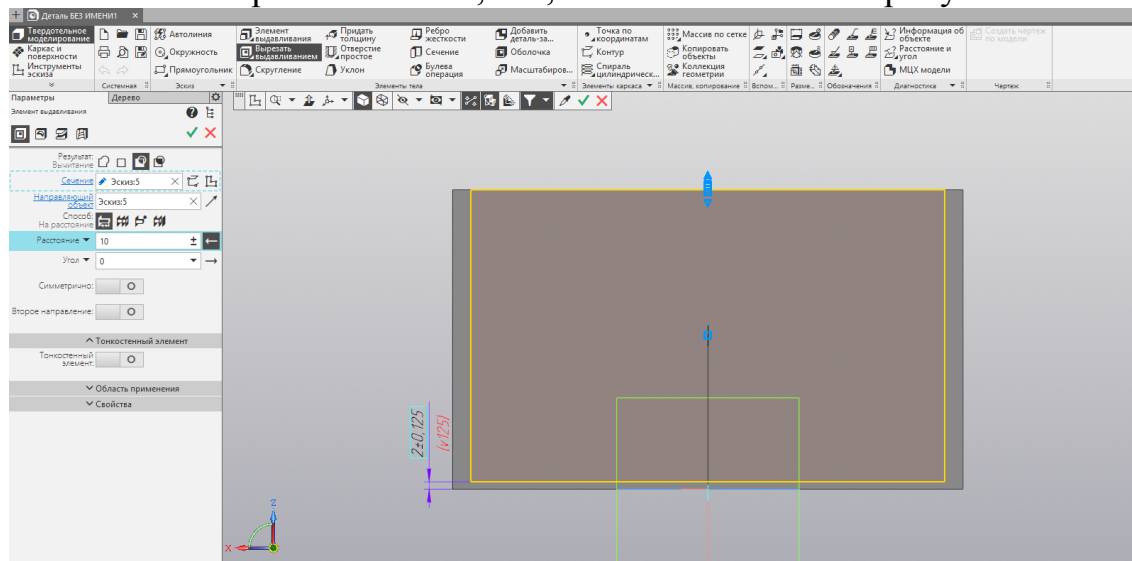 Деталь БЕЗ ИМЕНИ1 ×
Твердотельное моделирование
Каркас и поверхности
Инструменты эскиза
Системная
Автолиния
Окружность
Прямоугольник
Эскиз
Элемент выдавливания
Вырезать выдавливанием
Скругление
Придать толщину
Отверстие простое
Уклон
Ребро жесткости
Сечение
Булева операция
Добавить деталь-за...
Оболочка
Масштабиров...
Элементы тела
Точка по координатам
Контур
Спираль цилиндрическ...
Элементы каркаса
Массив по сетке
Копировать объекты
Коллекция геометрии
Массив, копирование
Вспом...
Разме...
Обозначения
Информация об объекте
Расстояние и угол
МЦХ модели
Диагностика
Создать чертеж по модели
Чертеж
Параметры
Дерево
Элемент выдавливания
Результат:
Вычитание
Сечение
Эскиз:5
Направляющий объект
Эскиз:5
Способ:
На расстояние
Расстояние
10
Угол
0
Симметрично:
Второе направление:
Тонкостенный элемент
Тонкостенный элемент:
Область применения
Свойства
2±0,125
(v125)
Z
X